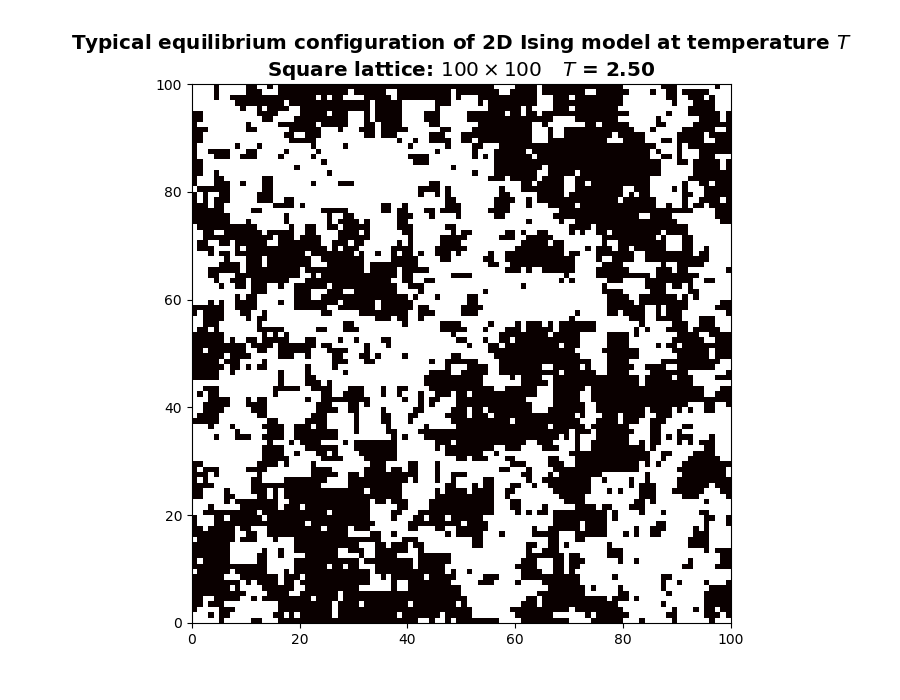 Typical equilibrium configuration of 2D Ising model at temperature T
Square lattice: 100 × 100 T = 2.50
100
80
60
40
20
0
0 20 40 60 80 100